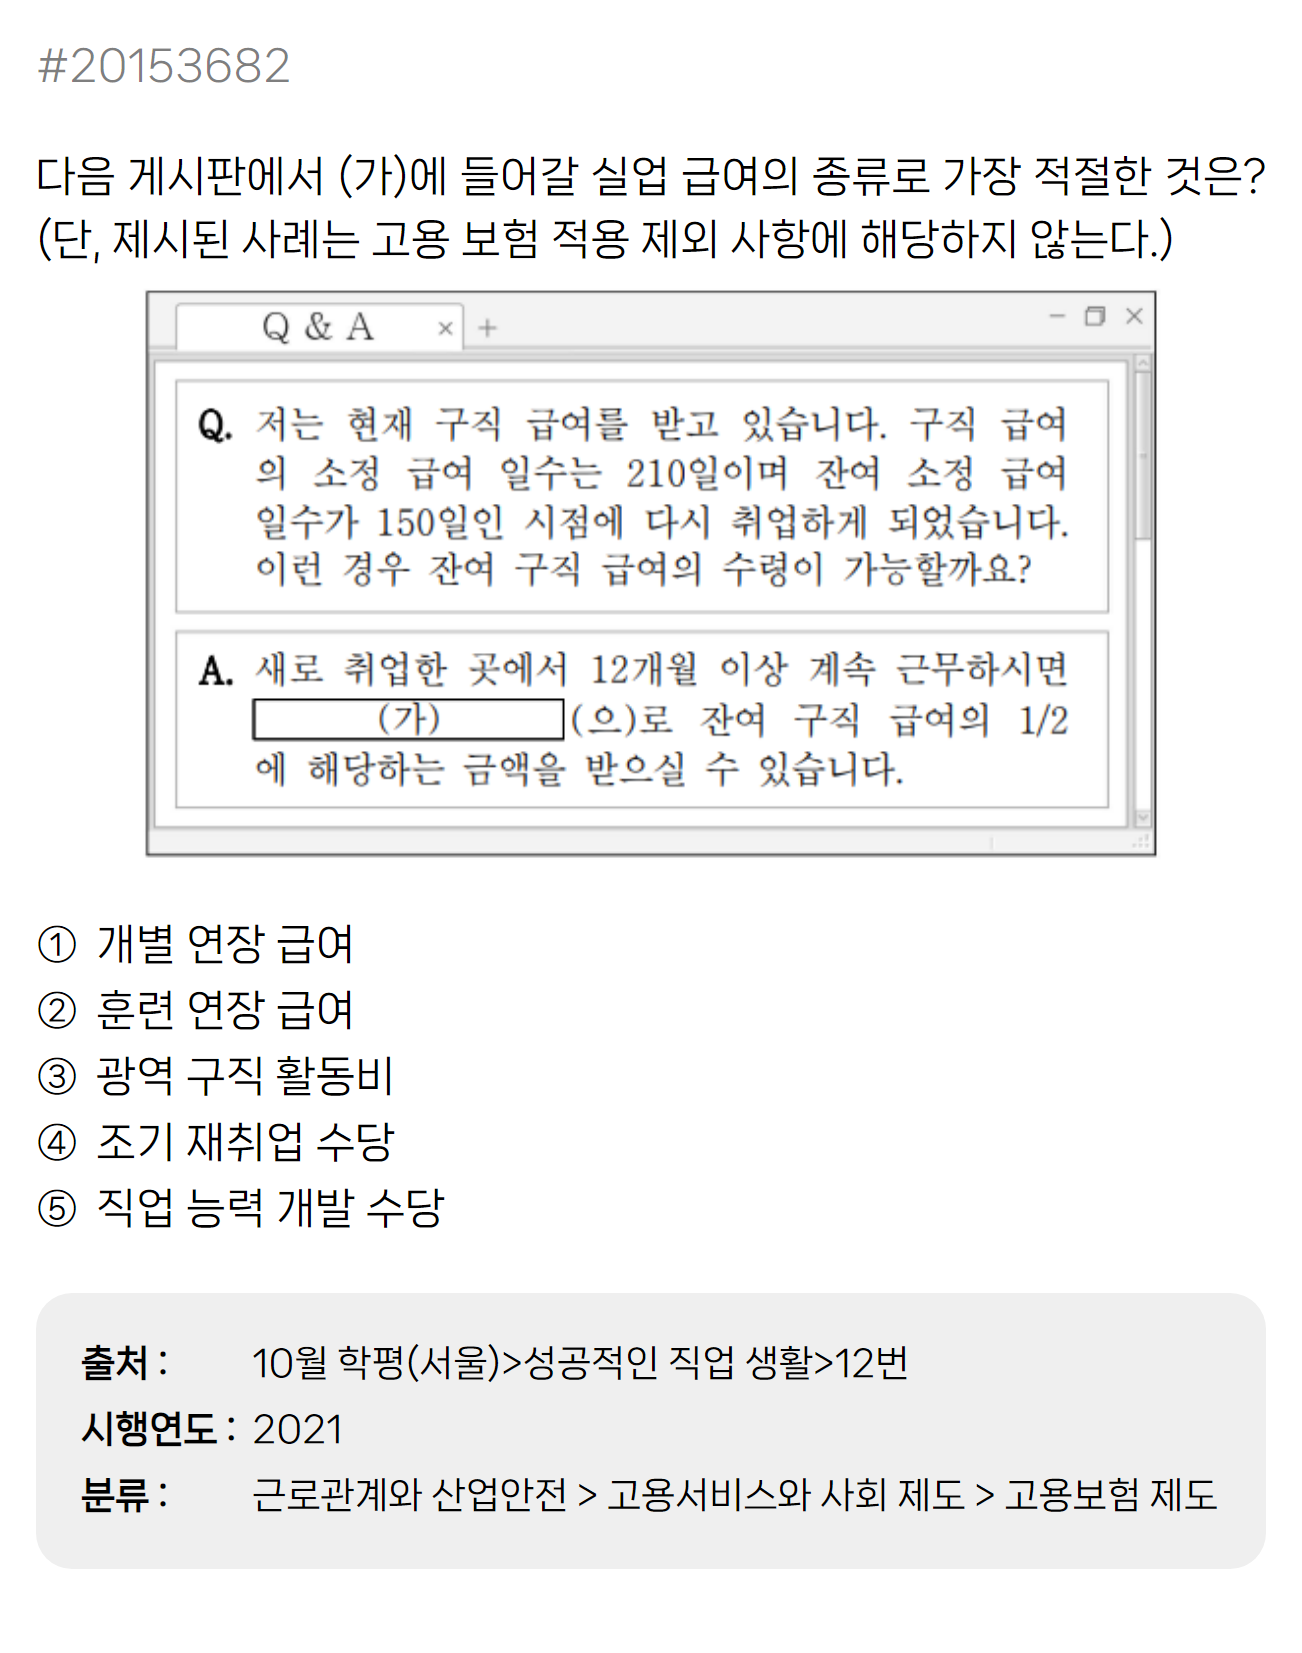 #20153682
다음 게시판에서 (가)에 들어갈 실업 급여의 종류로 가장 적절한 것은?
(단, 제시된 사례는 고용 보험 적용 제외 사항에 해당하지 않는다.)
Q & A × +
Q. 저는 현재 구직 급여를 받고 있습니다. 구직 급여
의 소정 급여 일수는 210일이며 잔여 소정 급여
일수가 150일인 시점에 다시 취업하게 되었습니다.
이런 경우 잔여 구직 급여의 수령이 가능할까요?
A. 새로 취업한 곳에서 12개월 이상 계속 근무하시면
(가) (으)로 잔여 구직 급여의 1/2
에 해당하는 금액을 받으실 수 있습니다.
① 개별 연장 급여
② 훈련 연장 급여
③ 광역 구직 활동비
④ 조기 재취업 수당
⑤ 직업 능력 개발 수당
출처 : 10월 학평(서울)>성공적인 직업 생활>12번
시행연도 : 2021
분류 : 근로관계와 산업안전 > 고용서비스와 사회 제도 > 고용보험 제도